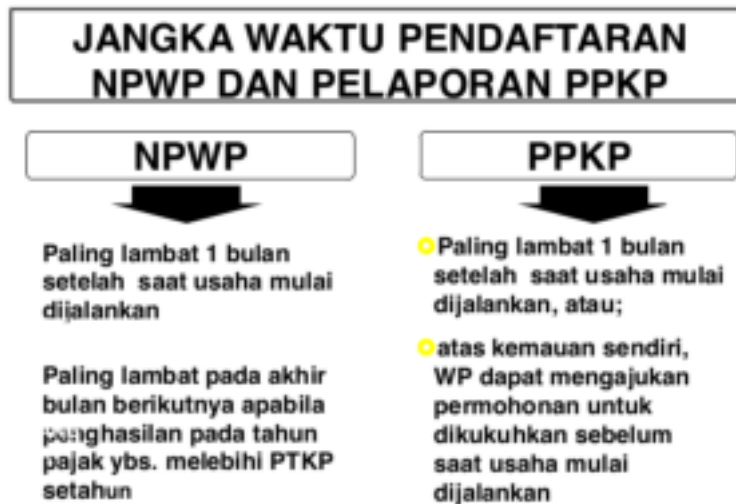 JANGKA WAKTU PENDAFTARAN
NPWP DAN PELAPORAN PPKP
NPWP
Paling lambat 1 bulan
setelah saat usaha mulai
dijalankan
Paling lambat pada akhir
bulan berikutnya apabila
penghasilan pada tahun
pajak ybs. melebihi PTKP
setahun
PPKP
Paling lambat 1 bulan
setelah saat usaha mulai
dijalankan, atau;
atas kemauan sendiri,
WP dapat mengajukan
permohonan untuk
dikukuhkan sebelum
saat usaha mulai
dijalankan